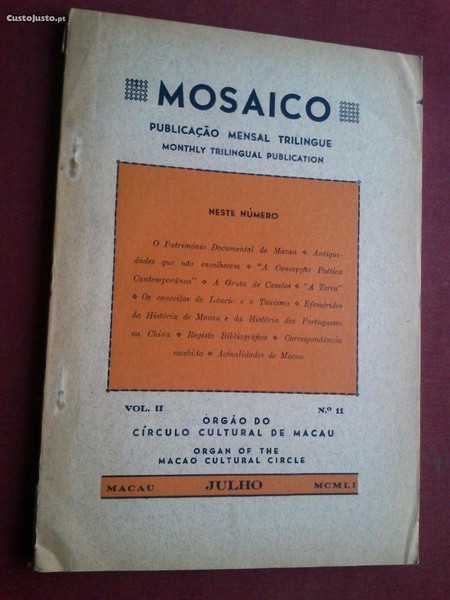 CustoJusto.pt
MOSAICO
PUBLICAÇÃO MENSAL TRILINGUE
MONTHLY TRILINGUAL PUBLICATION
NESTE NÚMERO
O Património Documental de Macau ❖ Antigui-
dades que não envelhecem ❖ "A Concepção Poética
Contemporânea" ❖ A Gruta de Camões ❖ "A Terra"
❖ Os conceitos de Láucio e o Tauismo ❖ Efemérides
da História de Macau e da História dos Portugueses
na China ❖ Registo Bibliográfico ❖ Correspondência
recebida ❖ Actualidades de Macau.
VOL. II N.º 11
ÓRGÃO DO
CÍRCULO CULTURAL DE MACAU
ORGAN OF THE
MACAO CULTURAL CIRCLE
MACAU JULHO MCMLI